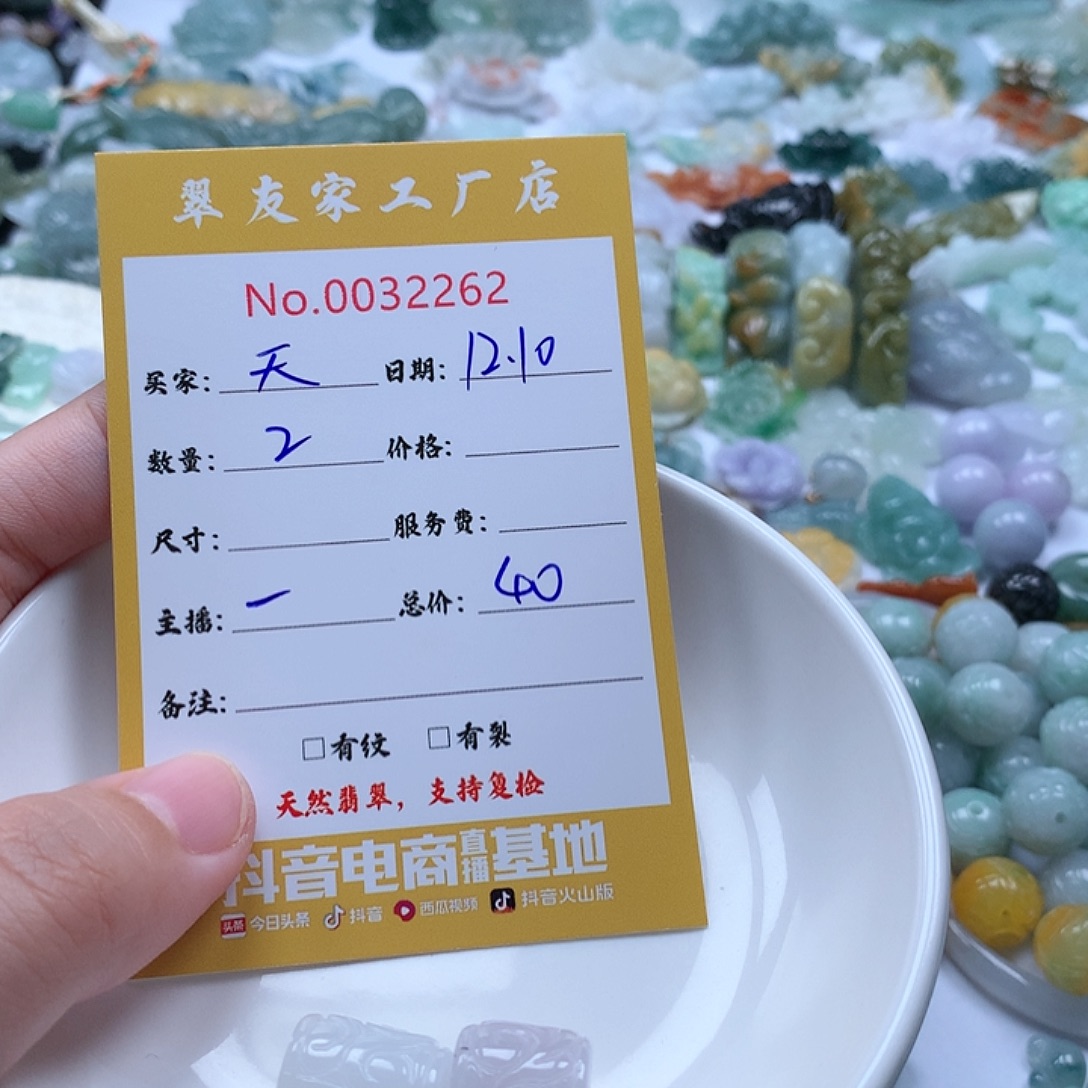 翠友家工厂店
No.0032262
买家: 天 日期: 12.10
数量: 2 价格:
尺寸: 服务费:
主播: 一 总价: 40
备注:
□有纹 □有裂
天然翡翠，支持复检
抖音电商直播基地
头条 今日头条 抖音 西瓜视频 抖音火山版